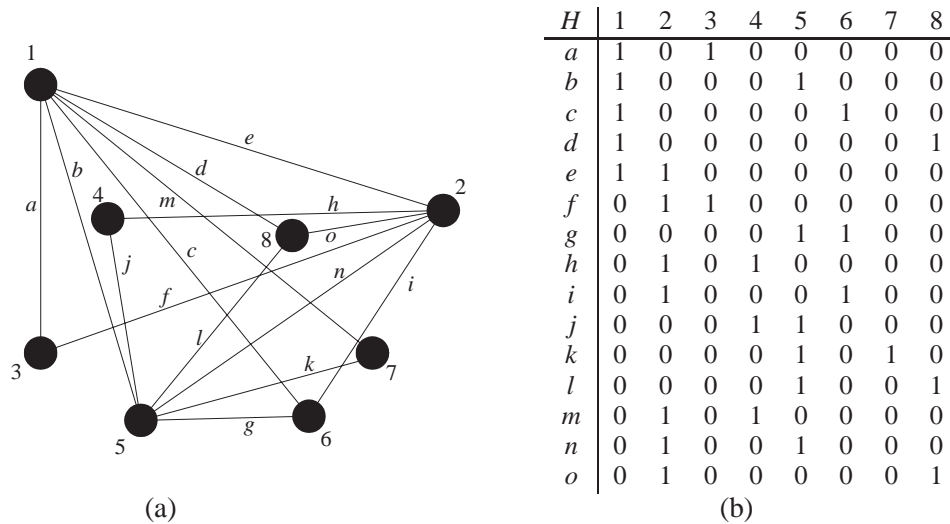 1
e
d
b
2
4
m
h
a
8
o
c
j
n
i
f
l
3
k
7
5
g
6
(a)
H 1 2 3 4 5 6 7 8
a 1 0 1 0 0 0 0 0
b 1 0 0 0 1 0 0 0
c 1 0 0 0 0 1 0 0
d 1 0 0 0 0 0 0 1
e 1 1 0 0 0 0 0 0
f 0 1 1 0 0 0 0 0
g 0 0 0 0 1 1 0 0
h 0 1 0 1 0 0 0 0
i 0 1 0 0 0 1 0 0
j 0 0 0 1 1 0 0 0
k 0 0 0 0 1 0 1 0
l 0 0 0 0 1 0 0 1
m 0 1 0 1 0 0 0 0
n 0 1 0 0 1 0 0 0
o 0 1 0 0 0 0 0 1
(b)